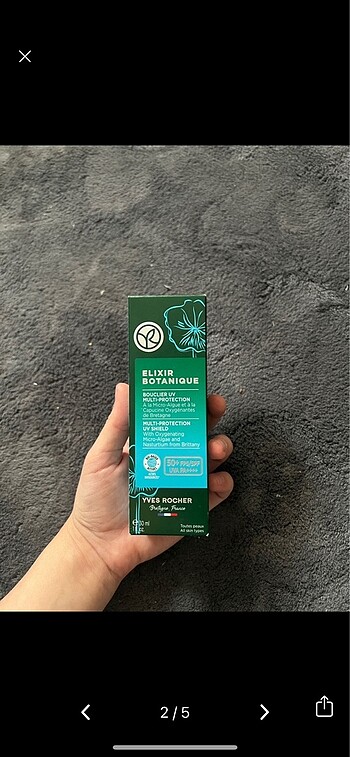 ELIXIR
BOTANIQUE
BOUCLIER UV
MULTI-PROTECTION
À la Micro-Algue et à la
Capucine Oxygénantes
de Bretagne
MULTI-PROTECTION
UV SHIELD
With Oxygenating
Micro-Algae and
Nasturtium from Brittany
50+ FPS/SPF
UVA PA++++
YVES ROCHER
Bretagne, France
Toutes peaux
All skin types
2 / 5